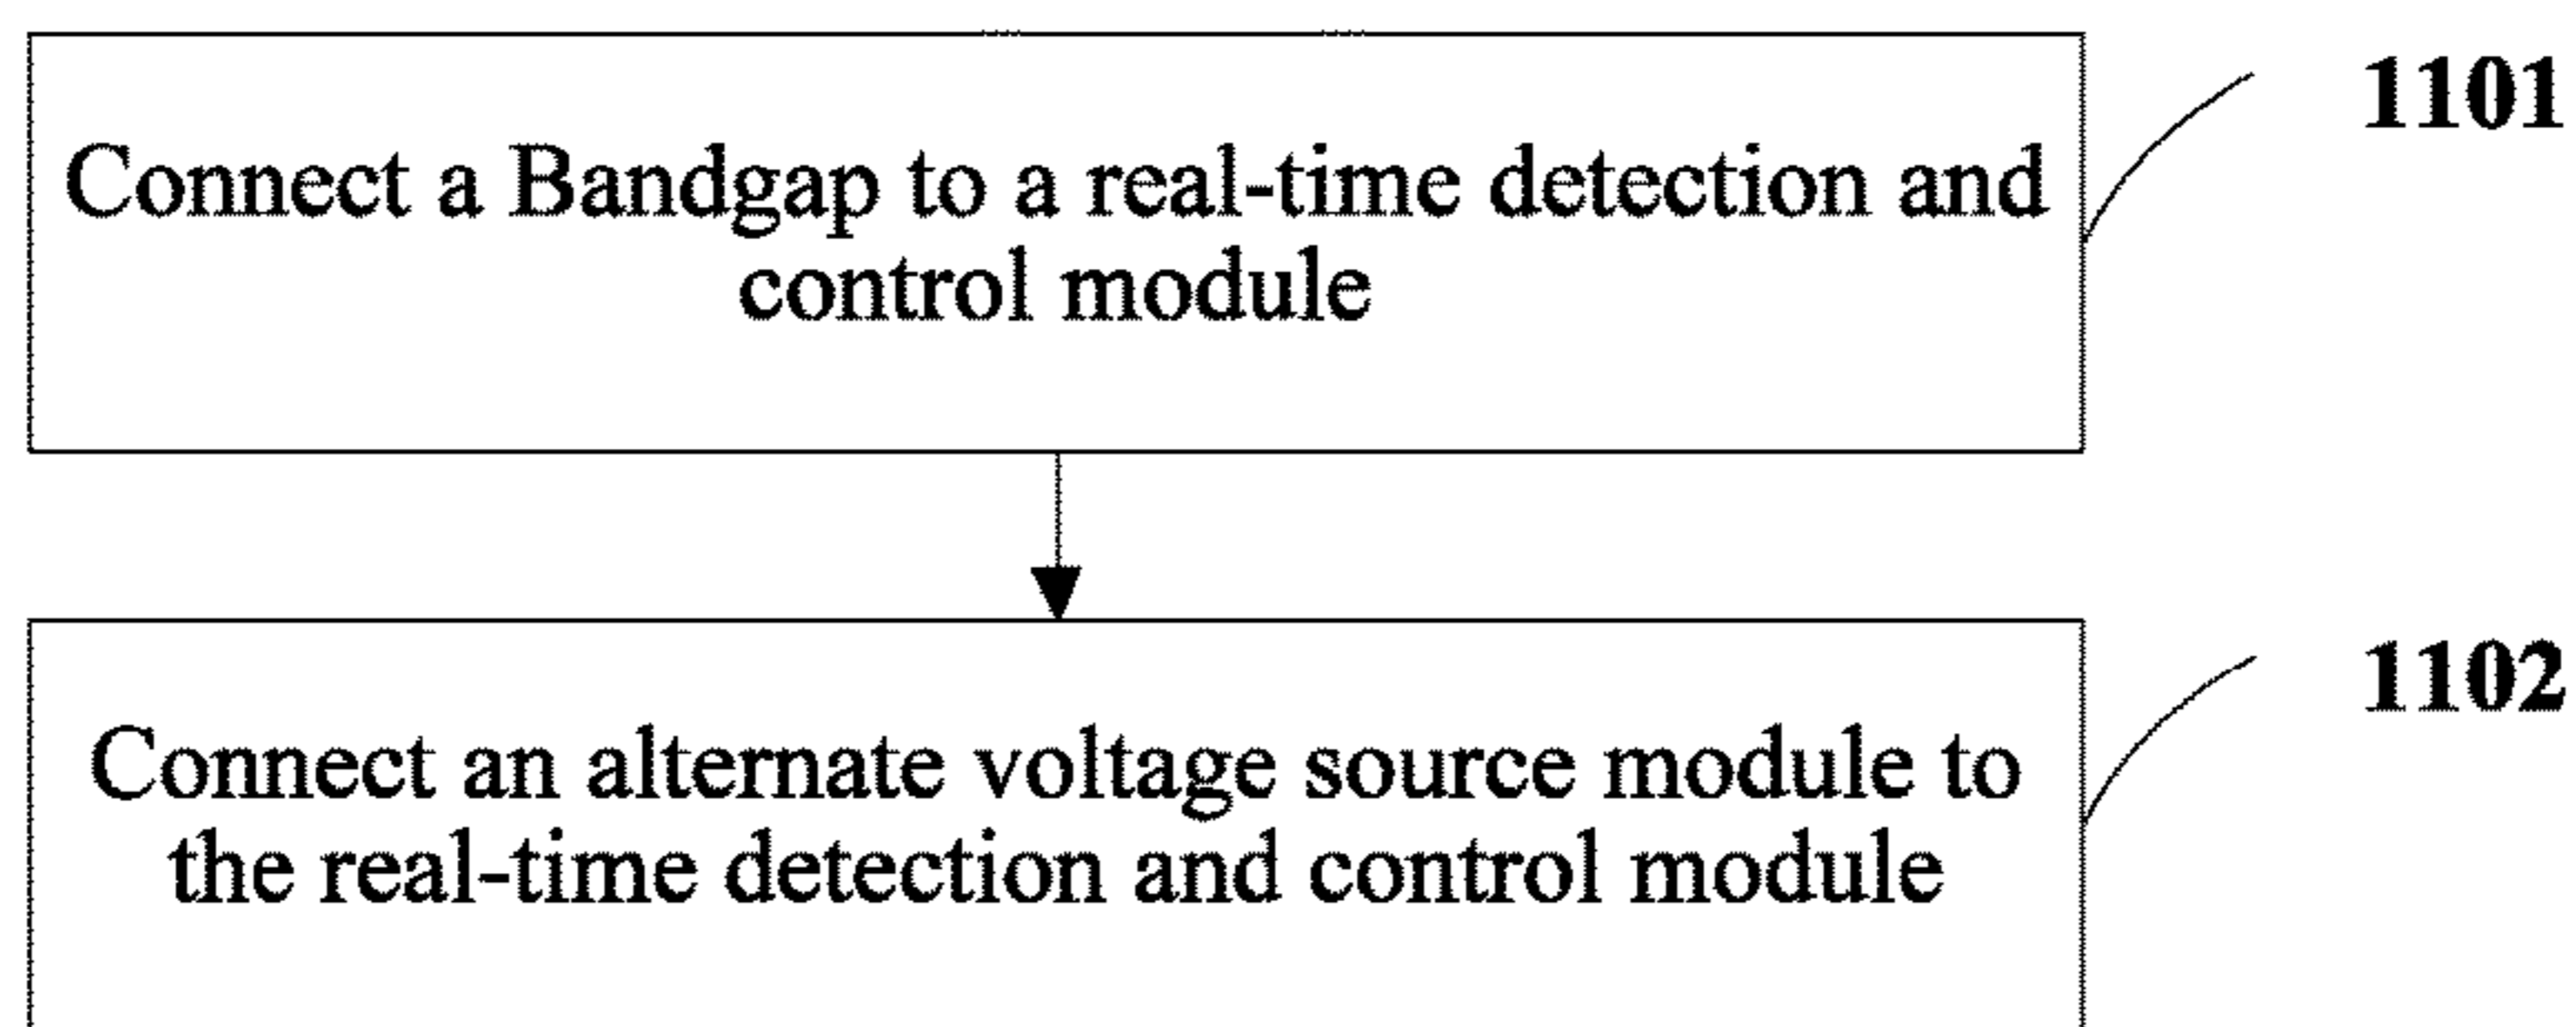 1101
Connect a Bandgap to a real-time detection and
control module
1102
Connect an alternate voltage source module to
the real-time detection and control module